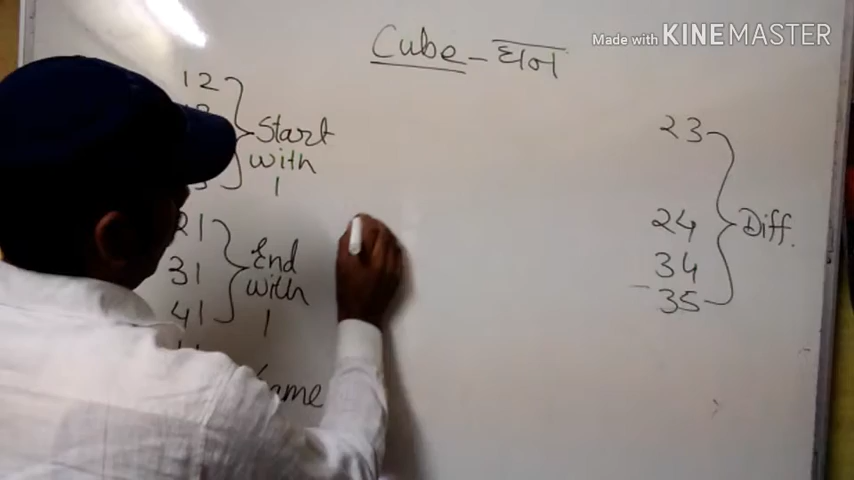 Cube - घन
Made with KINEMASTER
12
Start
with
1
21
31
41
End
with
1
23
24
34
35
Diff.